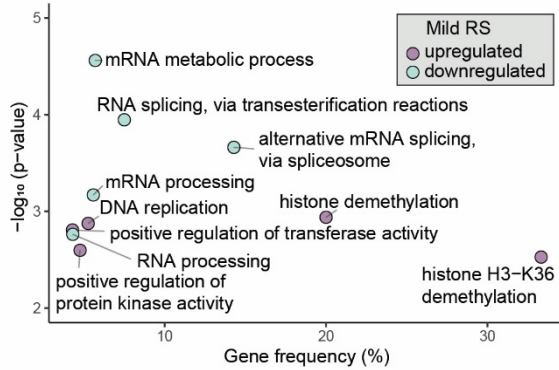 5
4
3
2
−log₁₀ (p−value)
Mild RS
upregulated
downregulated
mRNA metabolic process
RNA splicing, via transesterification reactions
alternative mRNA splicing,
via spliceosome
mRNA processing
histone demethylation
DNA replication
positive regulation of transferase activity
RNA processing
positive regulation of
protein kinase activity
histone H3−K36
demethylation
10 20 30
Gene frequency (%)